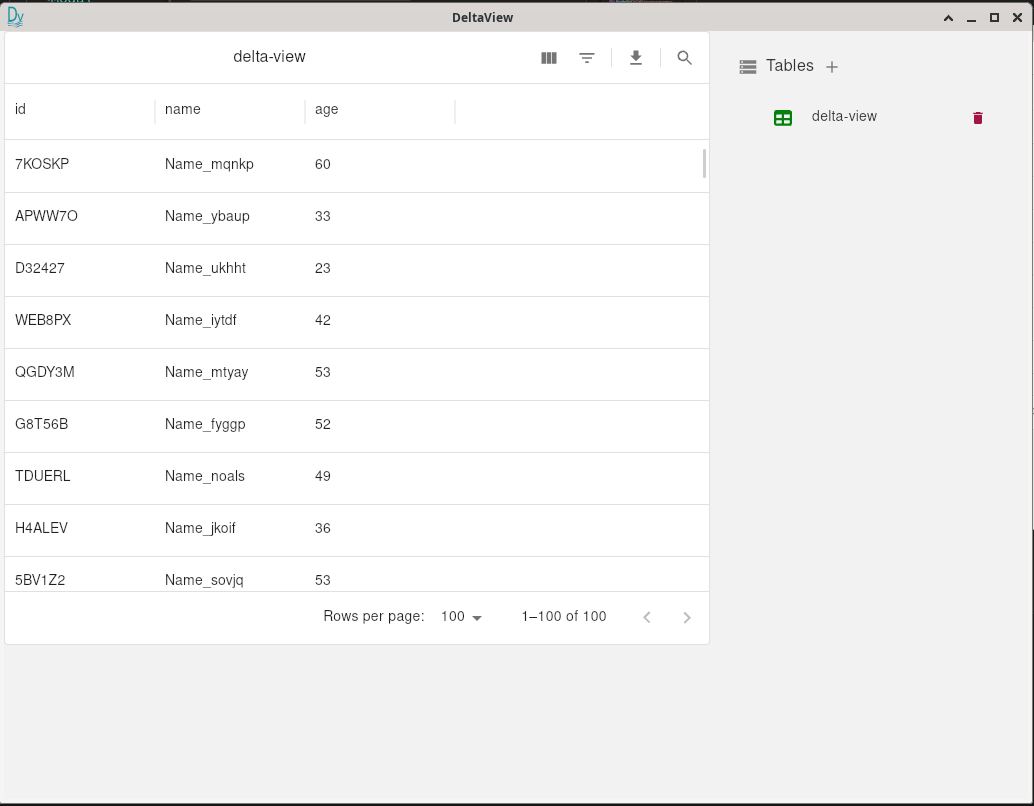 Dv
DeltaView
delta-view
Tables
delta-view
id name age
7KOSKP Name_mqnkp 60
APWW7O Name_ybaup 33
D32427 Name_ukhht 23
WEB8PX Name_iytdf 42
QGDY3M Name_mtyay 53
G8T56B Name_fyggp 52
TDUERL Name_noals 49
H4ALEV Name_jkoif 36
5BV1Z2 Name_sovjq 53
Rows per page: 100 1–100 of 100